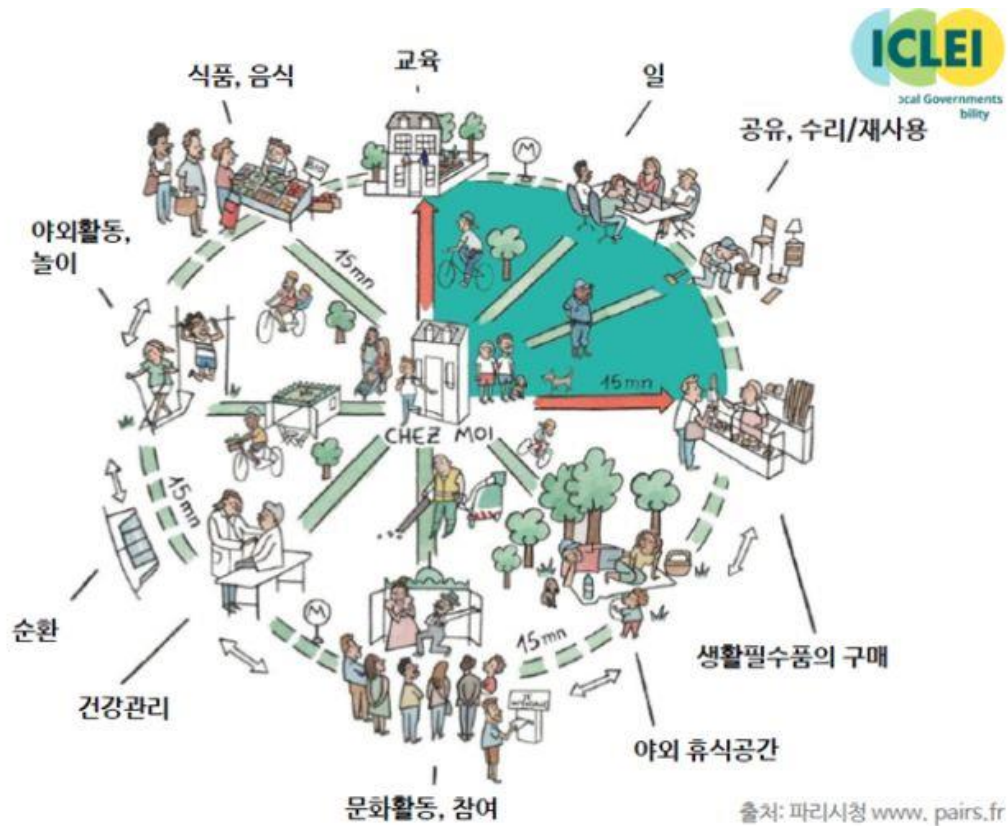 ICLEI
ocal Governments
bility
교육
식품, 음식
일
공유, 수리/재사용
M
야외활동,
놀이
15mn
15mn
CHEZ MOI
15mn
순환
M
15mn
생활필수품의 구매
건강관리
야외 휴식공간
문화활동, 참여
출처: 파리시청 www. pairs.fr